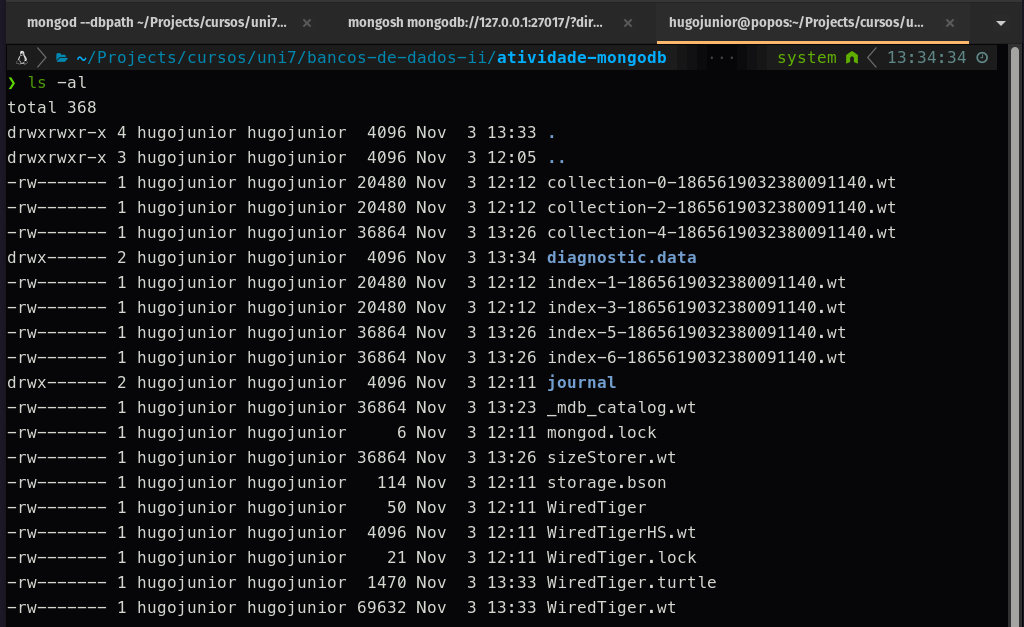 mongod --dbpath ~/Projects/cursos/uni7... × mongosh mongodb://127.0.0.1:27017/?dir... × hugojunior@popos:~/Projects/cursos/u... ×
~/Projects/cursos/uni7/bancos-de-dados-ii/atividade-mongodb ... system 13:34:34
❯ ls -al
total 368
drwxrwxr-x 4 hugojunior hugojunior  4096 Nov  3 13:33 .
drwxrwxr-x 3 hugojunior hugojunior  4096 Nov  3 12:05 ..
-rw------- 1 hugojunior hugojunior 20480 Nov  3 12:12 collection-0-1865619032380091140.wt
-rw------- 1 hugojunior hugojunior 20480 Nov  3 12:12 collection-2-1865619032380091140.wt
-rw------- 1 hugojunior hugojunior 36864 Nov  3 13:26 collection-4-1865619032380091140.wt
drwx------ 2 hugojunior hugojunior  4096 Nov  3 13:34 diagnostic.data
-rw------- 1 hugojunior hugojunior 20480 Nov  3 12:12 index-1-1865619032380091140.wt
-rw------- 1 hugojunior hugojunior 20480 Nov  3 12:12 index-3-1865619032380091140.wt
-rw------- 1 hugojunior hugojunior 36864 Nov  3 13:26 index-5-1865619032380091140.wt
-rw------- 1 hugojunior hugojunior 36864 Nov  3 13:26 index-6-1865619032380091140.wt
drwx------ 2 hugojunior hugojunior  4096 Nov  3 12:11 journal
-rw------- 1 hugojunior hugojunior 36864 Nov  3 13:23 _mdb_catalog.wt
-rw------- 1 hugojunior hugojunior     6 Nov  3 12:11 mongod.lock
-rw------- 1 hugojunior hugojunior 36864 Nov  3 13:26 sizeStorer.wt
-rw------- 1 hugojunior hugojunior   114 Nov  3 12:11 storage.bson
-rw------- 1 hugojunior hugojunior    50 Nov  3 12:11 WiredTiger
-rw------- 1 hugojunior hugojunior  4096 Nov  3 12:11 WiredTigerHS.wt
-rw------- 1 hugojunior hugojunior    21 Nov  3 12:11 WiredTiger.lock
-rw------- 1 hugojunior hugojunior  1470 Nov  3 13:33 WiredTiger.turtle
-rw------- 1 hugojunior hugojunior 69632 Nov  3 13:33 WiredTiger.wt